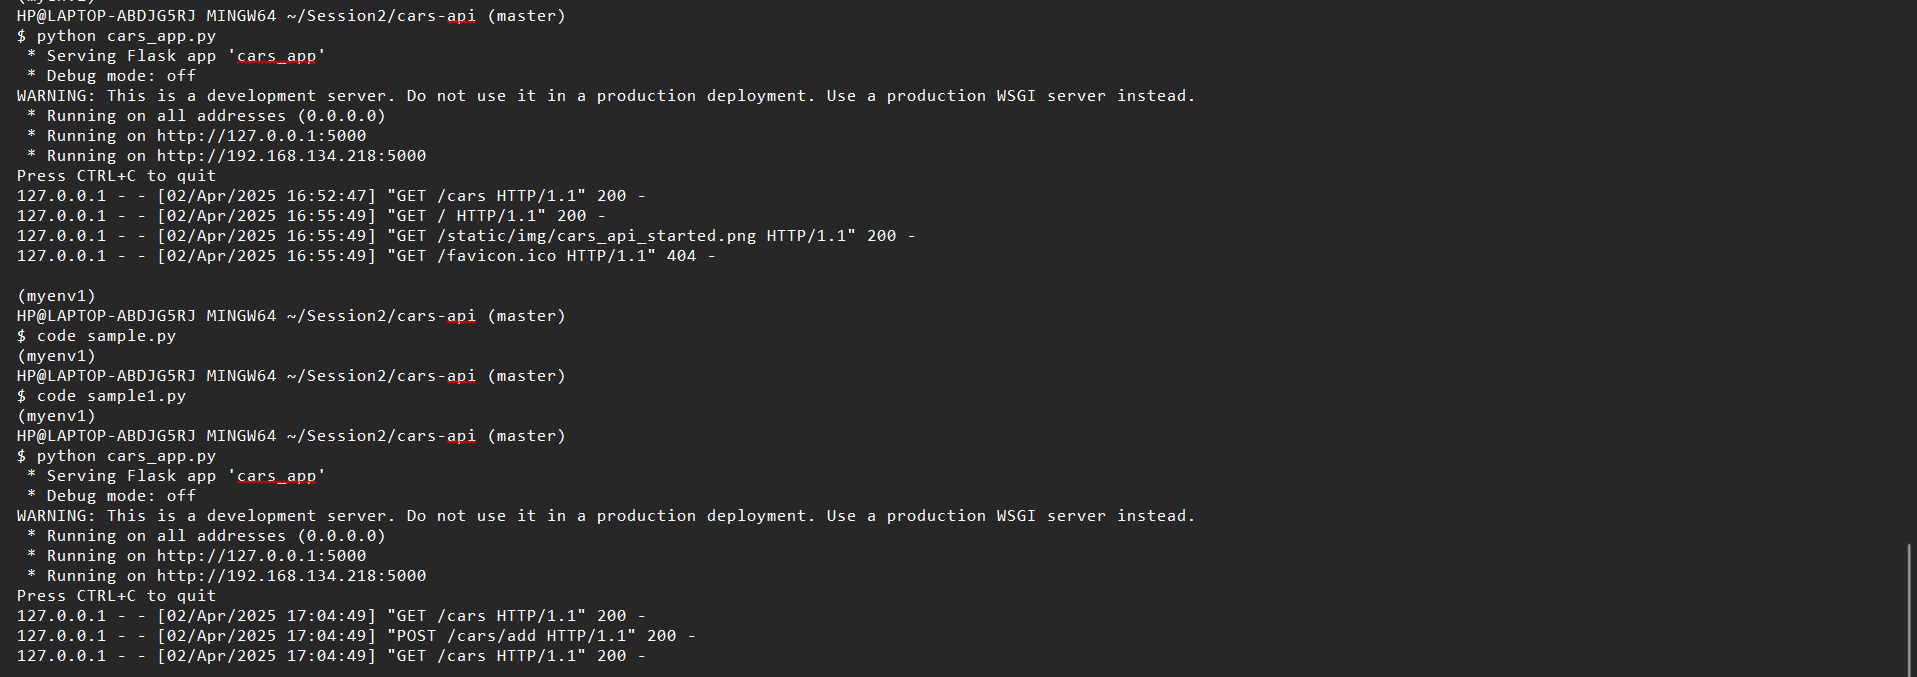 (myenv1)
HP@LAPTOP-ABDJG5RJ MINGW64 ~/Session2/cars-api (master)
$ python cars_app.py
 * Serving Flask app 'cars_app'
 * Debug mode: off
WARNING: This is a development server. Do not use it in a production deployment. Use a production WSGI server instead.
 * Running on all addresses (0.0.0.0)
 * Running on http://127.0.0.1:5000
 * Running on http://192.168.134.218:5000
Press CTRL+C to quit
127.0.0.1 - - [02/Apr/2025 16:52:47] "GET /cars HTTP/1.1" 200 -
127.0.0.1 - - [02/Apr/2025 16:55:49] "GET / HTTP/1.1" 200 -
127.0.0.1 - - [02/Apr/2025 16:55:49] "GET /static/img/cars_api_started.png HTTP/1.1" 200 -
127.0.0.1 - - [02/Apr/2025 16:55:49] "GET /favicon.ico HTTP/1.1" 404 -
(myenv1)
HP@LAPTOP-ABDJG5RJ MINGW64 ~/Session2/cars-api (master)
$ code sample.py
(myenv1)
HP@LAPTOP-ABDJG5RJ MINGW64 ~/Session2/cars-api (master)
$ code sample1.py
(myenv1)
HP@LAPTOP-ABDJG5RJ MINGW64 ~/Session2/cars-api (master)
$ python cars_app.py
 * Serving Flask app 'cars_app'
 * Debug mode: off
WARNING: This is a development server. Do not use it in a production deployment. Use a production WSGI server instead.
 * Running on all addresses (0.0.0.0)
 * Running on http://127.0.0.1:5000
 * Running on http://192.168.134.218:5000
Press CTRL+C to quit
127.0.0.1 - - [02/Apr/2025 17:04:49] "GET /cars HTTP/1.1" 200 -
127.0.0.1 - - [02/Apr/2025 17:04:49] "POST /cars/add HTTP/1.1" 200 -
127.0.0.1 - - [02/Apr/2025 17:04:49] "GET /cars HTTP/1.1" 200 -